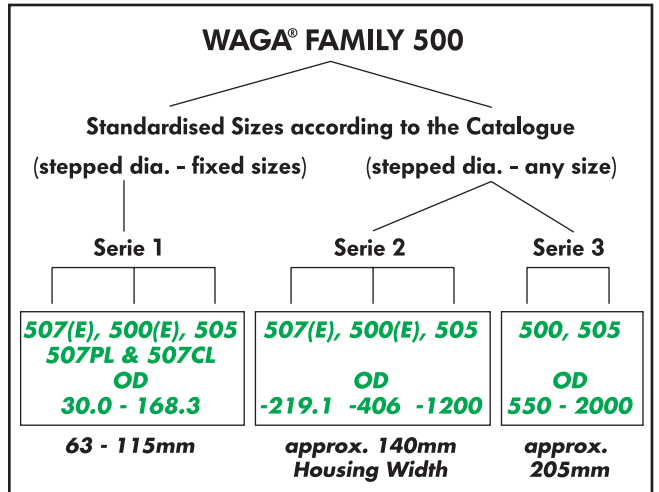 WAGA® FAMILY 500
Standardised Sizes according to the Catalogue
(stepped dia. - fixed sizes) (stepped dia. - any size)
Serie 1 Serie 2 Serie 3
507(E), 500(E), 505
507PL & 507CL
OD
30.0 - 168.3
63 - 115mm
507(E), 500(E), 505
OD
-219.1 -406 -1200
approx. 140mm
Housing Width
500, 505
OD
550 - 2000
approx.
205mm